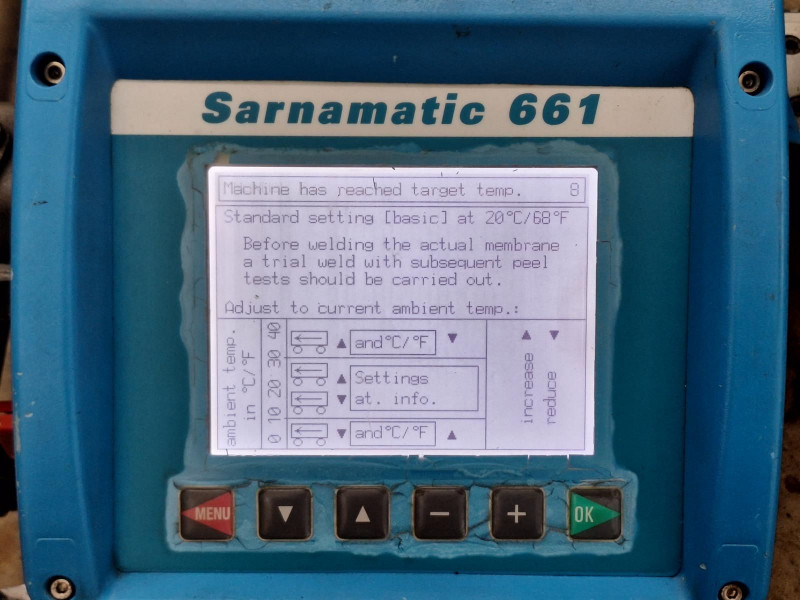 Sarnamatic 661
Machine has reached target temp. 8
Standard setting [basic] at 20°C/68°F
Before welding the actual membrane
a trial weld with subsequent peel
tests should be carried out.
Adjust to current ambient temp.:
ambient temp.
in °C/°F
0 10 20 30 40
▲ and°C/°F ▼
▲ Settings
▼ at. info.
▼ and°C/°F ▲
increase ▲
reduce ▼
MENU ▼ ▲ − + OK